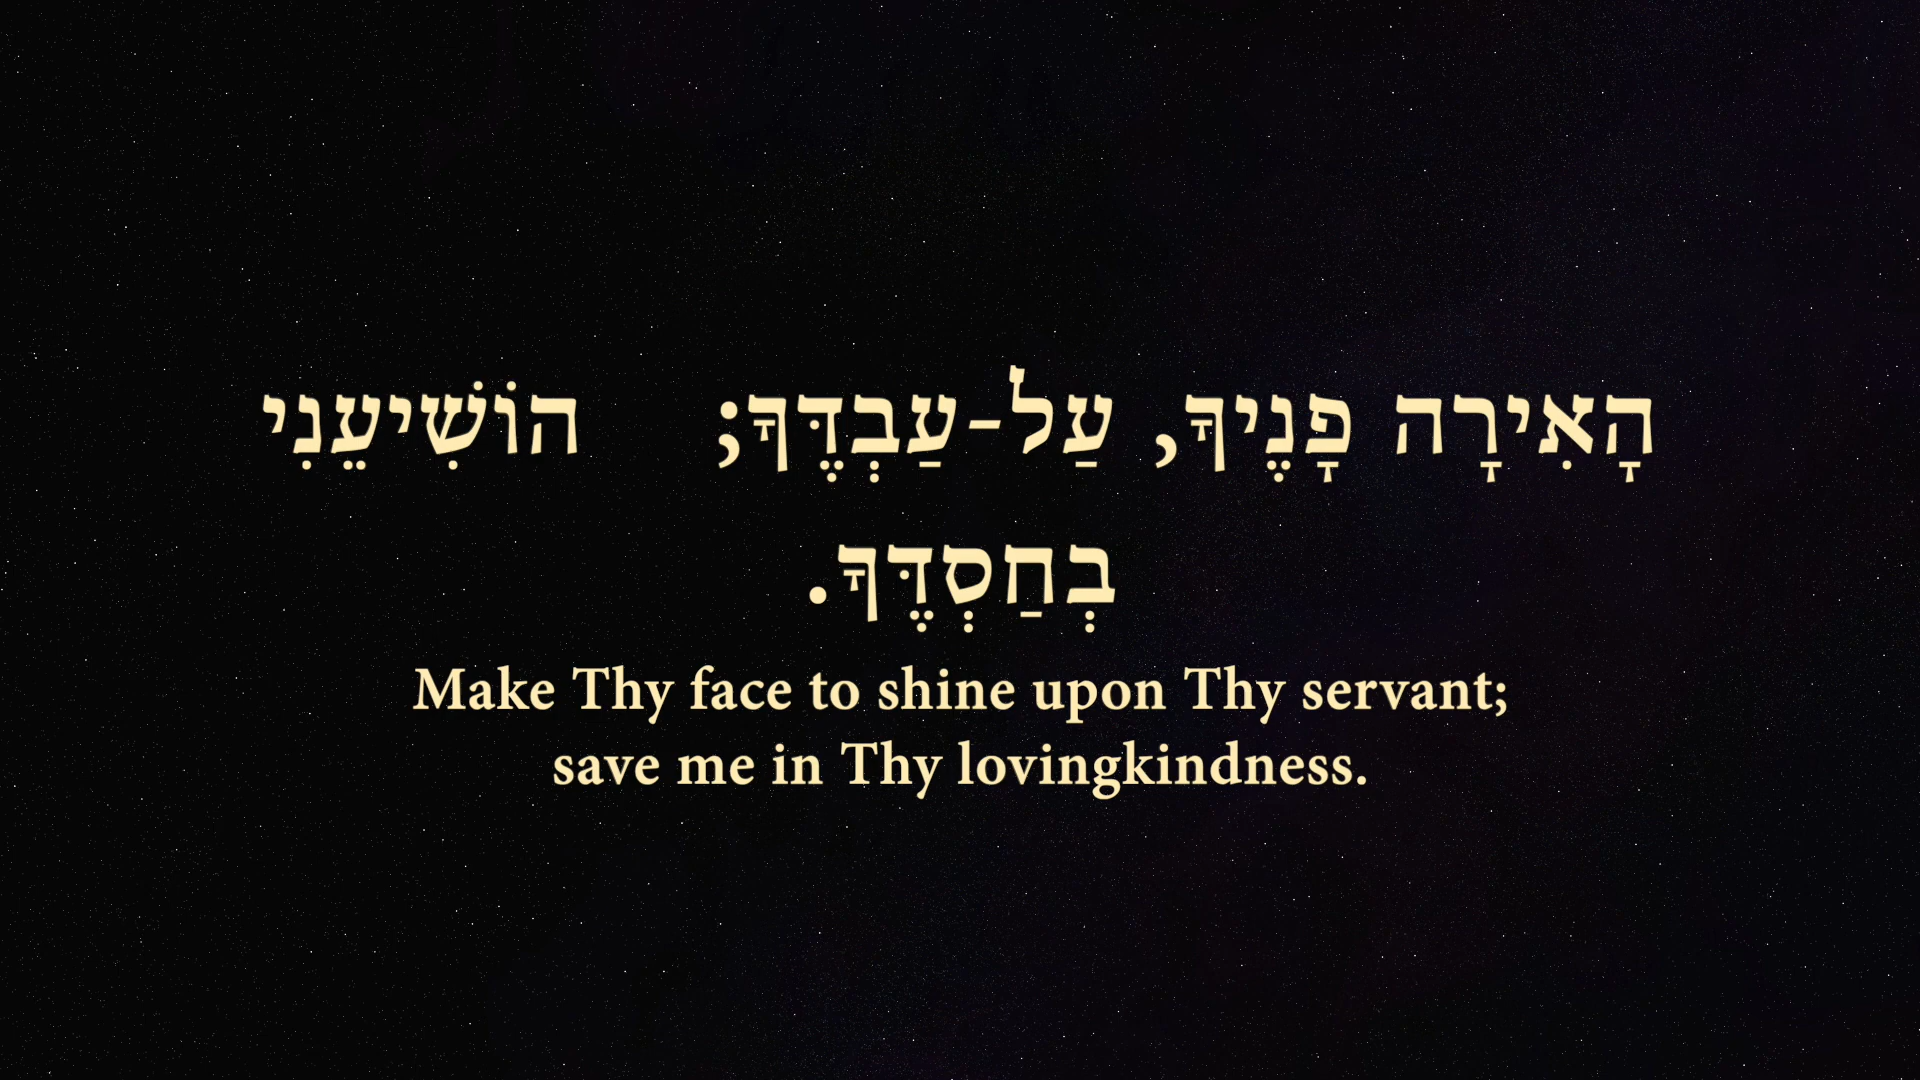 הָאִירָה פָנֶיךָ, עַל-עַבְדֶּךָ; הוֹשִׁיעֵנִי
בְחַסְדֶּךָ.
Make Thy face to shine upon Thy servant;
save me in Thy lovingkindness.